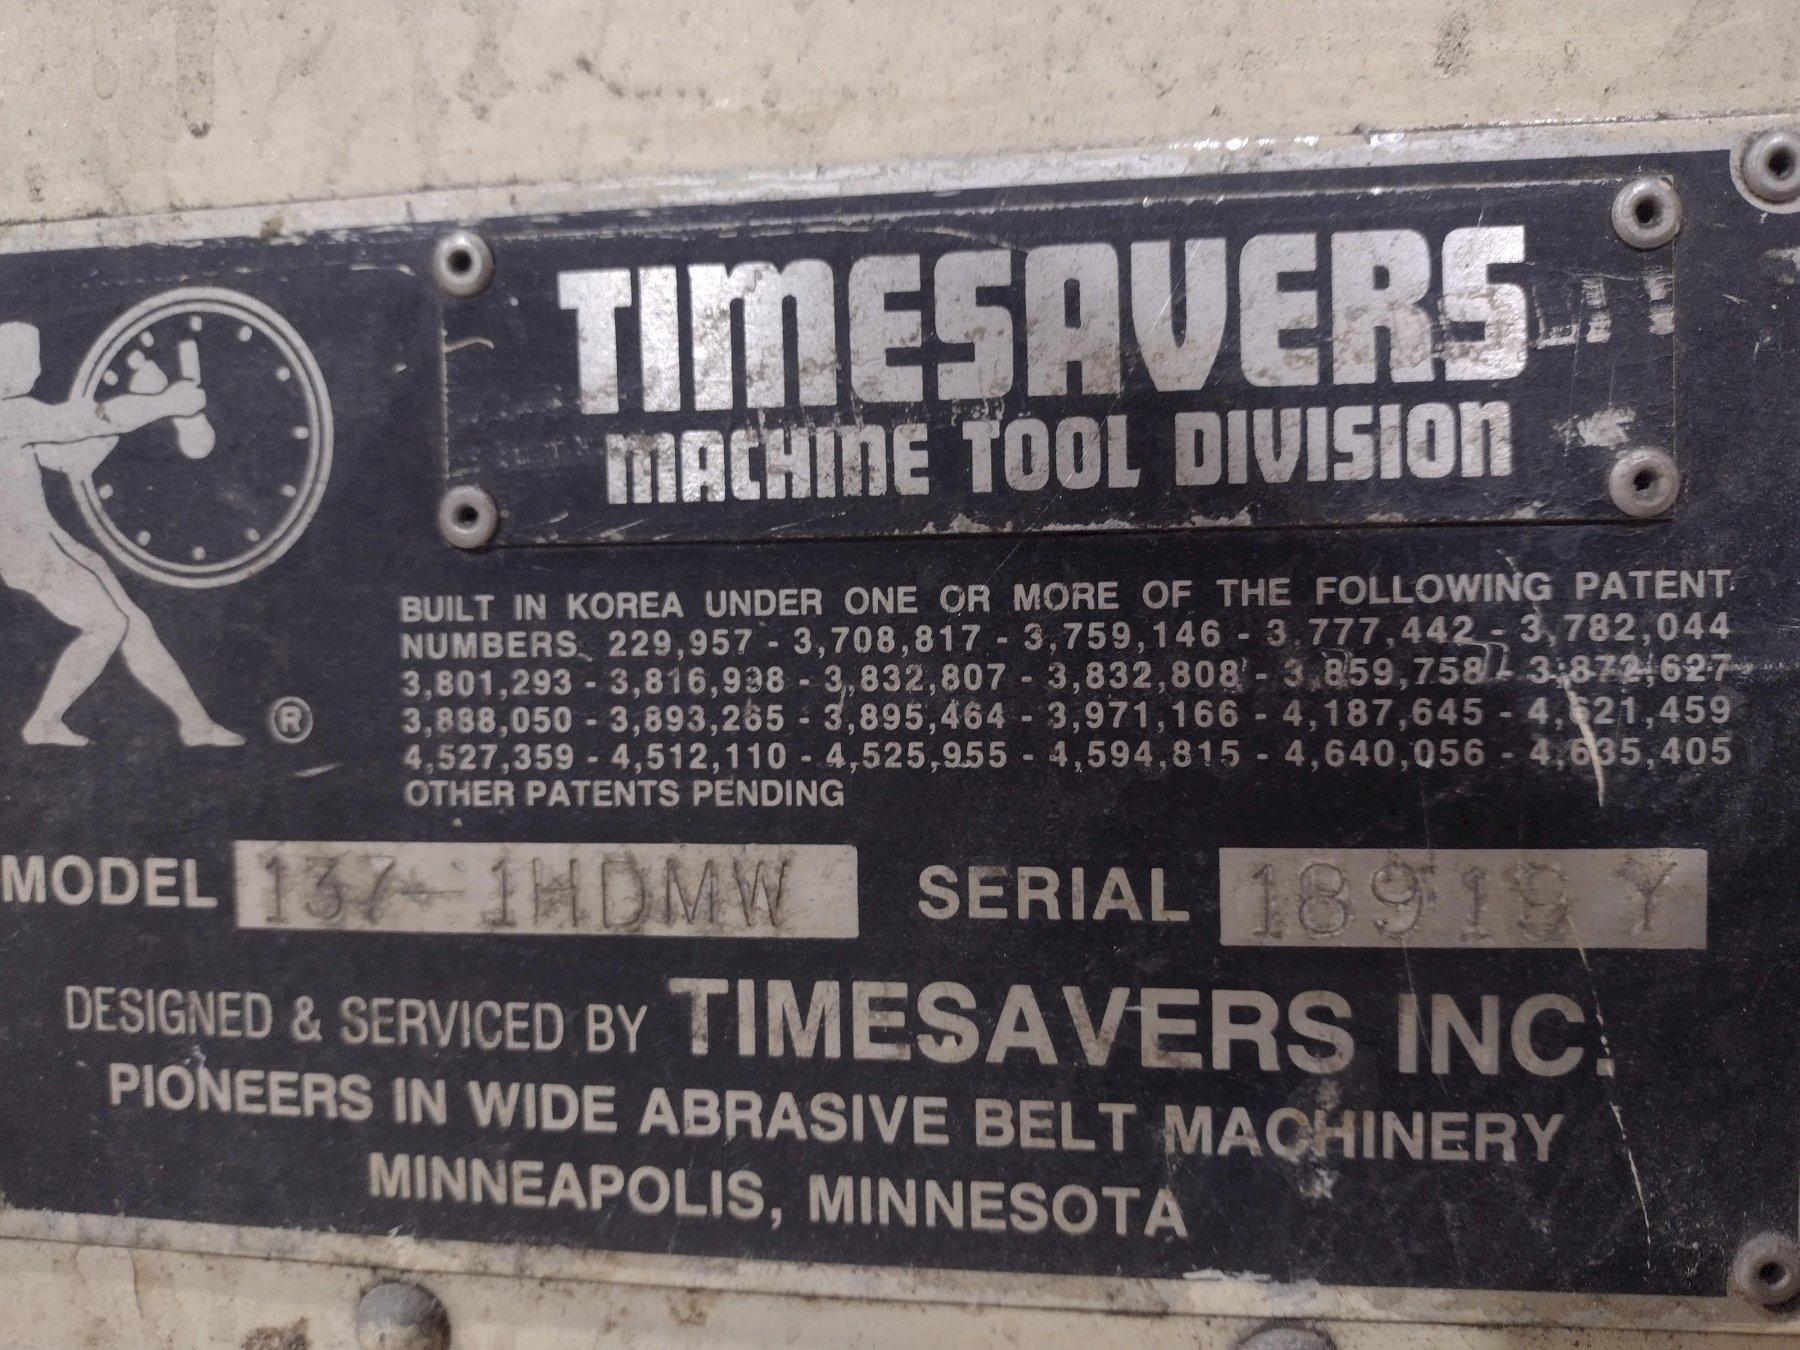 TIMESAVERS
MACHINE TOOL DIVISION
®
BUILT IN KOREA UNDER ONE OR MORE OF THE FOLLOWING PATENT
NUMBERS 229,957 - 3,708,817 - 3,759,146 - 3,777,442 - 3,782,044
3,801,293 - 3,816,998 - 3,832,807 - 3,832,808 - 3,859,758 - 3,872,627
3,888,050 - 3,893,265 - 3,895,464 - 3,971,166 - 4,187,645 - 4,621,459
4,527,359 - 4,512,110 - 4,525,955 - 4,594,815 - 4,640,056 - 4,635,405
OTHER PATENTS PENDING
MODEL 137-1HDMW SERIAL
DESIGNED & SERVICED BY TIMESAVERS INC.
PIONEERS IN WIDE ABRASIVE BELT MACHINERY
MINNEAPOLIS, MINNESOTA